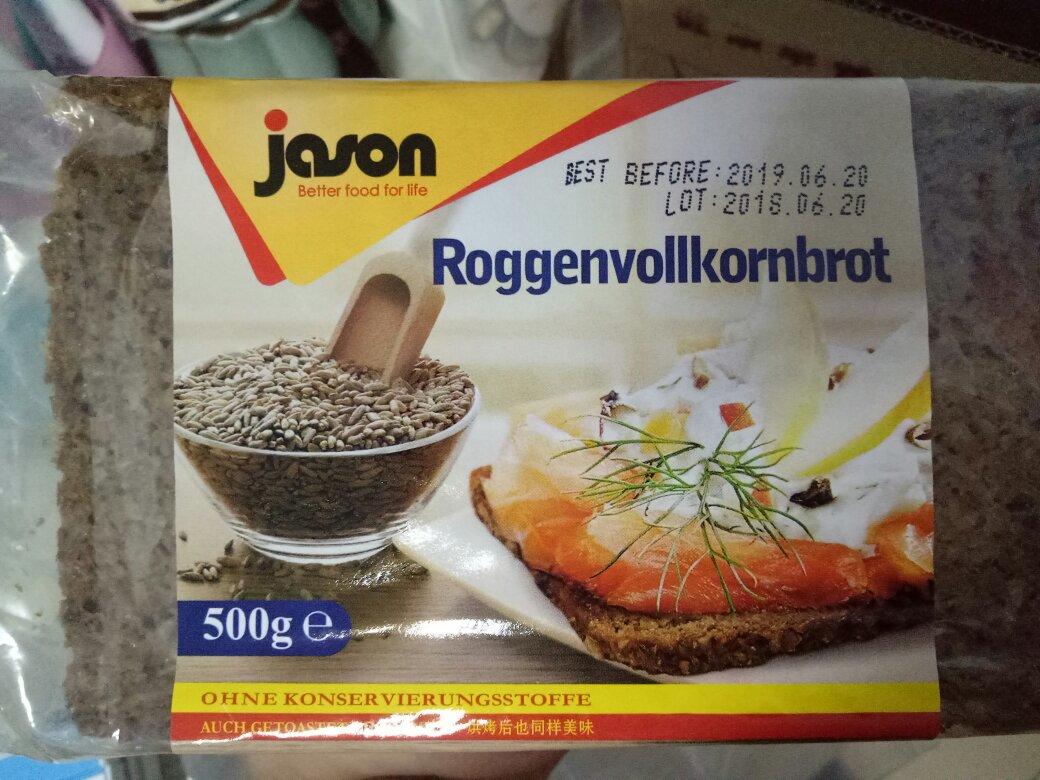 jason
Better food for life
BEST BEFORE:2019.06.20
LOT:2018.06.20
Roggenvollkornbrot
500g ℮
OHNE KONSERVIERUNGSSTOFFE
AUCH 烘烤后也同样美味